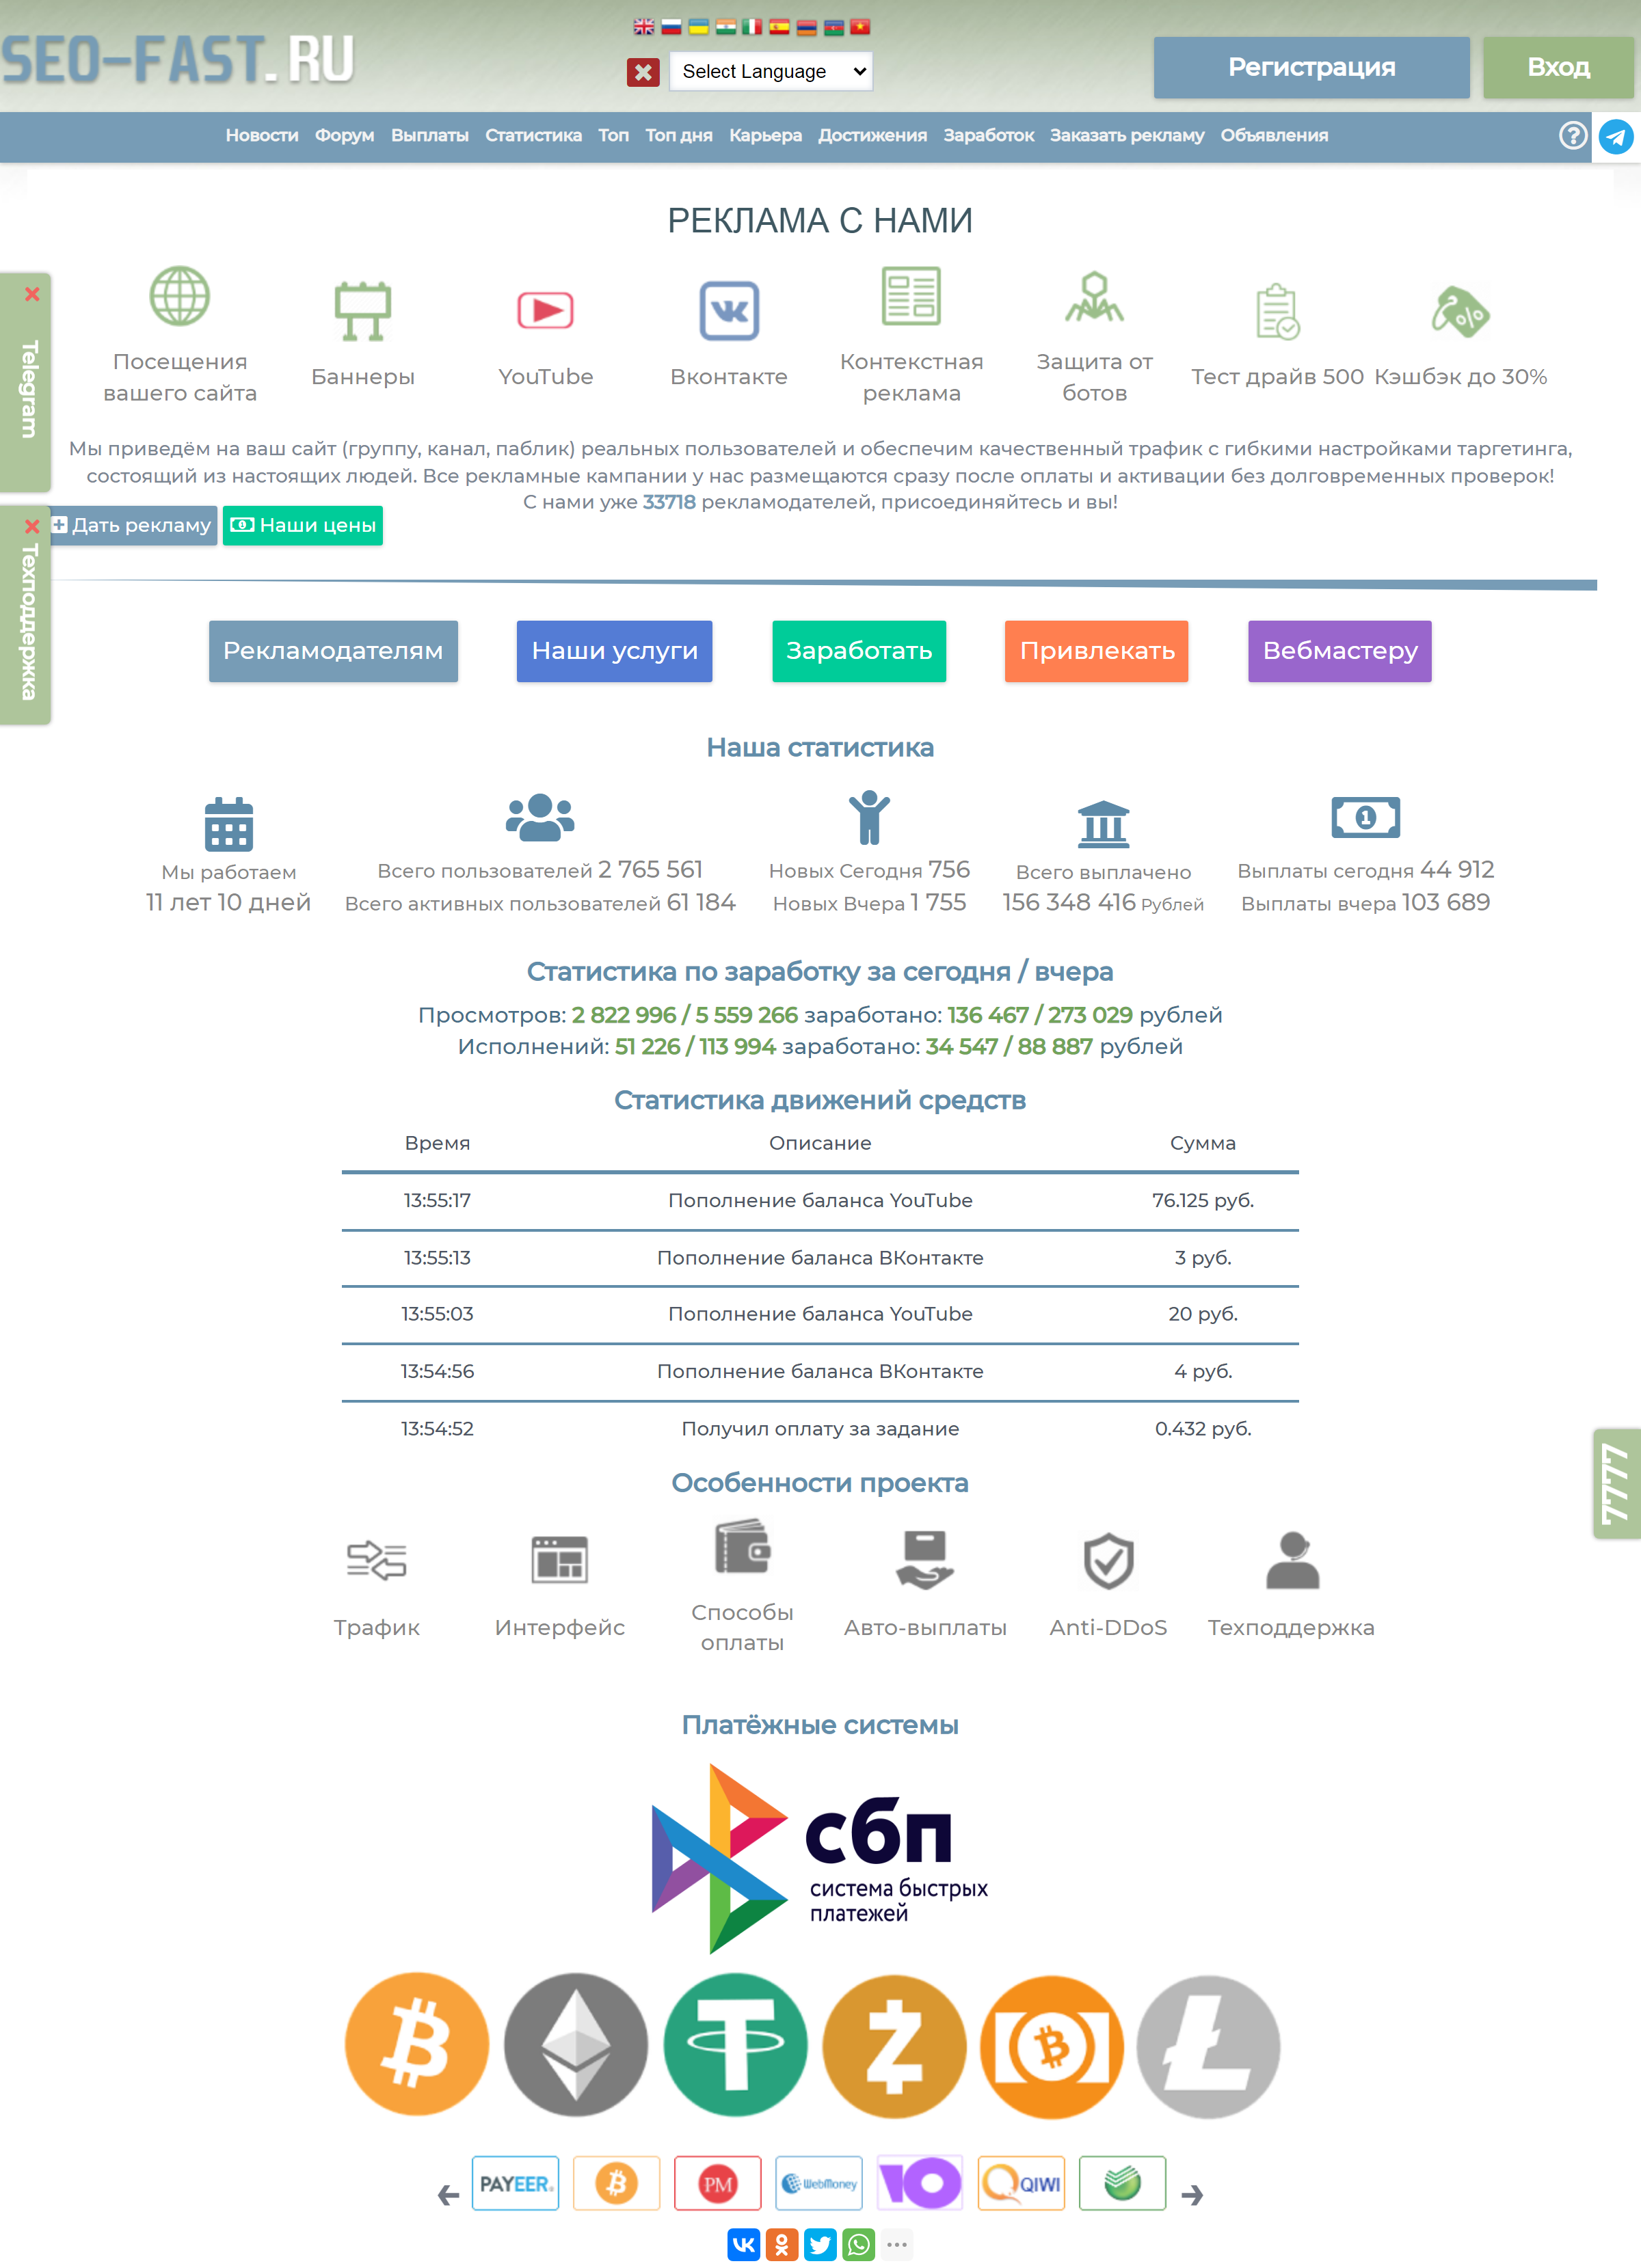 SEO-FAST.RU
Select Language
Регистрация
Вход
Новости Форум Выплаты Статистика Топ Топ дня Карьера Достижения Заработок Заказать рекламу Объявления
РЕКЛАМА С НАМИ
Посещения вашего сайта
Баннеры
YouTube
Вконтакте
Контекстная реклама
Защита от ботов
Тест драйв 500
Кэшбэк до 30%
Telegram
Мы приведём на ваш сайт (группу, канал, паблик) реальных пользователей и обеспечим качественный трафик с гибкими настройками таргетинга,
состоящий из настоящих людей. Все рекламные кампании у нас размещаются сразу после оплаты и активации без долговременных проверок!
С нами уже 33718 рекламодателей, присоединяйтесь и вы!
Дать рекламу
Наши цены
Техподдержка
Рекламодателям
Наши услуги
Заработать
Привлекать
Вебмастеру
Наша статистика
Мы работаем
11 лет 10 дней
Всего пользователей 2 765 561
Всего активных пользователей 61 184
Новых Сегодня 756
Новых Вчера 1 755
Всего выплачено
156 348 416 Рублей
Выплаты сегодня 44 912
Выплаты вчера 103 689
Статистика по заработку за сегодня / вчера
Просмотров: 2 822 996 / 5 559 266 заработано: 136 467 / 273 029 рублей
Исполнений: 51 226 / 113 994 заработано: 34 547 / 88 887 рублей
Статистика движений средств
Время Описание Сумма
13:55:17 Пополнение баланса YouTube 76.125 руб.
13:55:13 Пополнение баланса ВКонтакте 3 руб.
13:55:03 Пополнение баланса YouTube 20 руб.
13:54:56 Пополнение баланса ВКонтакте 4 руб.
13:54:52 Получил оплату за задание 0.432 руб.
77777
Особенности проекта
Трафик
Интерфейс
Способы оплаты
Авто-выплаты
Anti-DDoS
Техподдержка
Платёжные системы
сбп
система быстрых
платежей
PAYEER
PM
WebMoney
Ю
QIWI